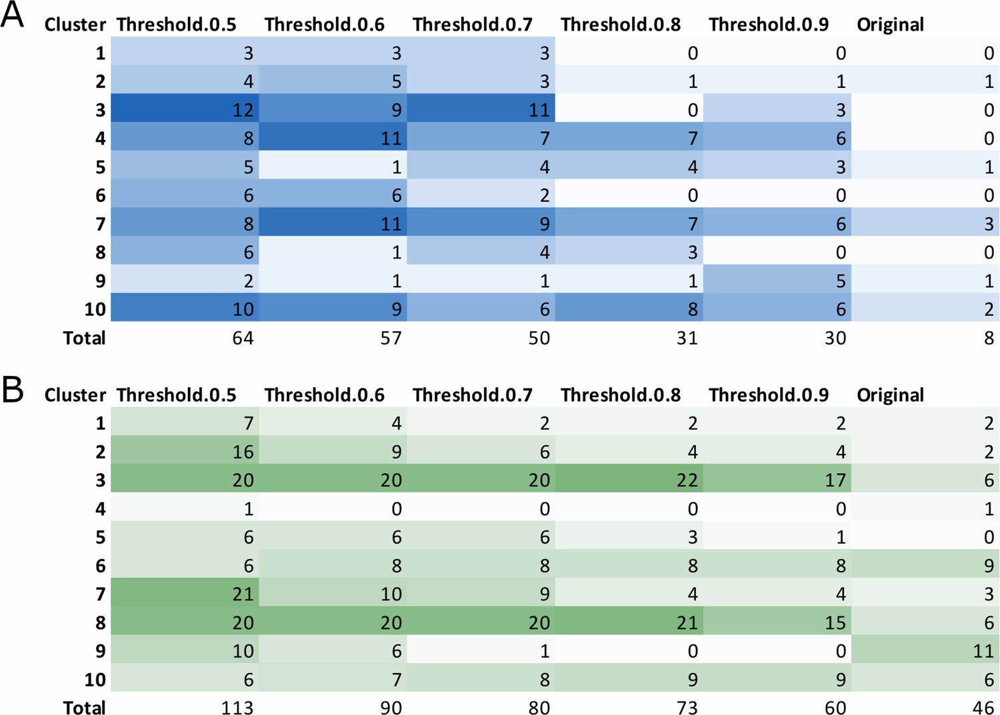 A
Cluster Threshold.0.5 Threshold.0.6 Threshold.0.7 Threshold.0.8 Threshold.0.9 Original
1 3 3 3 0 0 0
2 4 5 3 1 1 1
3 12 9 11 0 3 0
4 8 11 7 7 6 0
5 5 1 4 4 3 1
6 6 6 2 0 0 0
7 8 11 9 7 6 3
8 6 1 4 3 0 0
9 2 1 1 1 5 1
10 10 9 6 8 6 2
Total 64 57 50 31 30 8
B
Cluster Threshold.0.5 Threshold.0.6 Threshold.0.7 Threshold.0.8 Threshold.0.9 Original
1 7 4 2 2 2 2
2 16 9 6 4 4 2
3 20 20 20 22 17 6
4 1 0 0 0 0 1
5 6 6 6 3 1 0
6 6 8 8 8 8 9
7 21 10 9 4 4 3
8 20 20 20 21 15 6
9 10 6 1 0 0 11
10 6 7 8 9 9 6
Total 113 90 80 73 60 46